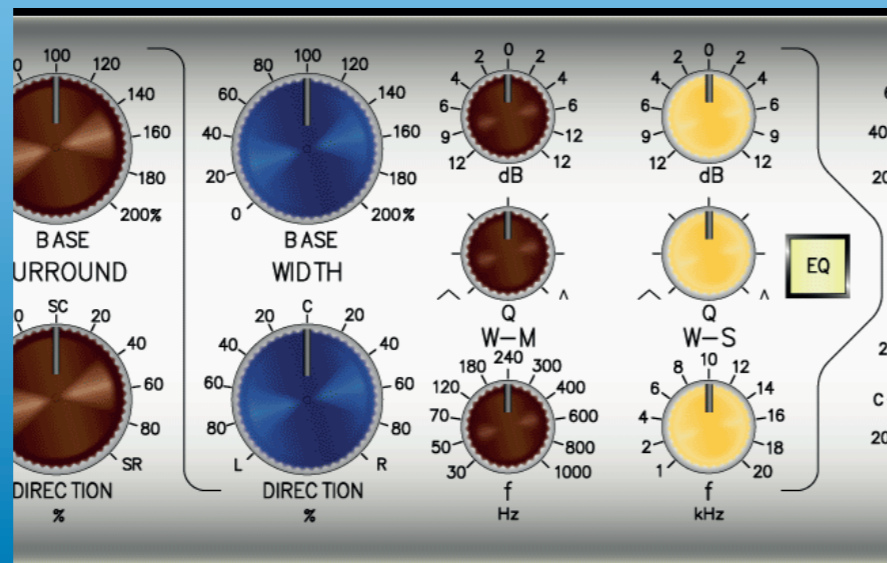 0 100 120
140
160
180
200%
BASE
URROUND
0 SC 20
40
60
80
SR
DIRECTION
%
80 100 120
60 140
40 160
20 180
0 200%
BASE
WIDTH
20 C 20
40 40
60 60
80 80
L R
DIRECTION
%
2 0 2
4 4
6 6
9 12
12 12
dB
Q
W-M
180 240 300
120 400
70 600
50 800
30 1000
f
Hz
2 0 2
4 4
6 6
9 9
12 12
dB
Q
W-S
8 10 12
6 14
4 16
2 18
1 20
f
kHz
EQ
40
C